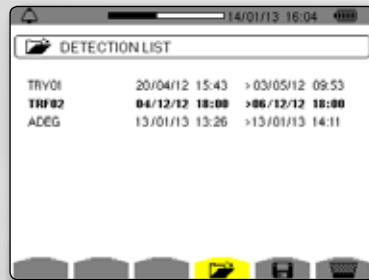 14/01/13 16:04
DETECTION LIST
TRY01 20/04/12 15:43 >03/05/12 09:53
TRF02 04/12/12 18:00 >06/12/12 18:00
ADEG 13/01/13 13:26 >13/01/13 14:11